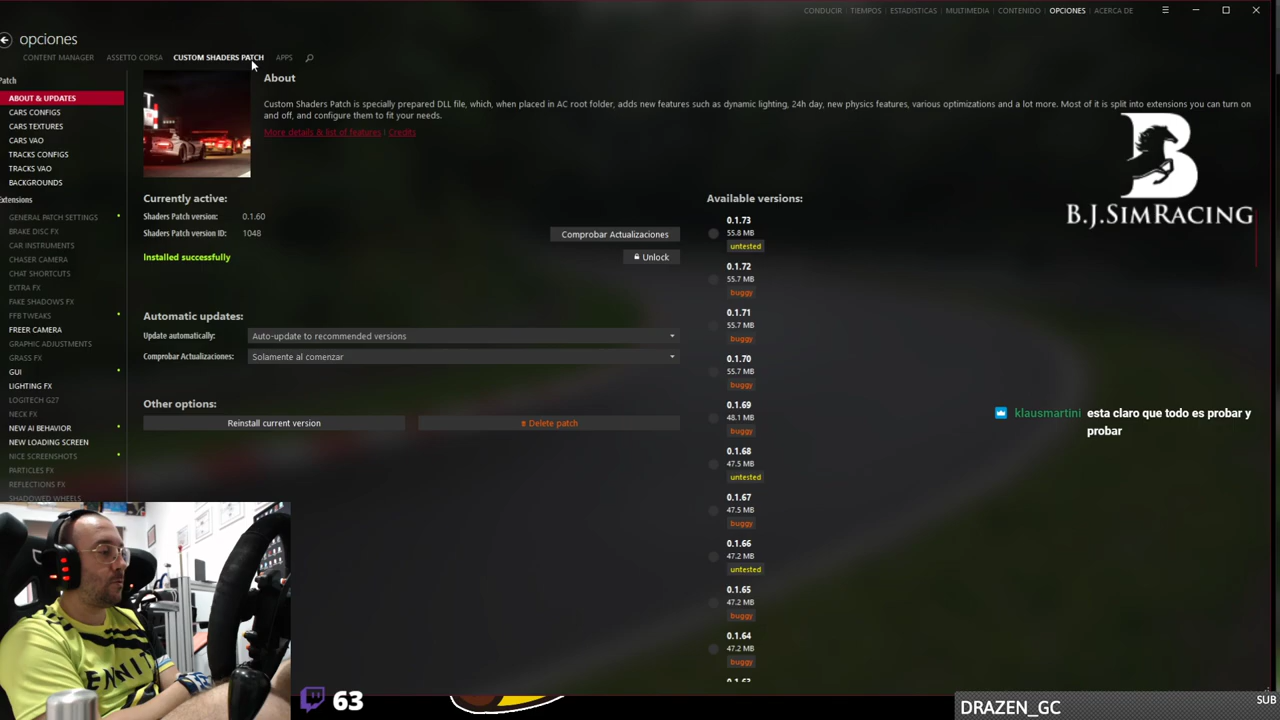 CONDUCIR | TIEMPOS | ESTADISTICAS | MULTIMEDIA | CONTENIDO | OPCIONES | ACERCA DE
opciones
CONTENT MANAGER ASSETTO CORSA CUSTOM SHADERS PATCH APPS
Patch
ABOUT & UPDATES
CARS CONFIGS
CARS TEXTURES
CARS VAO
TRACKS CONFIGS
TRACKS VAO
BACKGROUNDS
Extensions
GENERAL PATCH SETTINGS
BRAKE DISC FX
CAR INSTRUMENTS
CHASER CAMERA
CHAT SHORTCUTS
EXTRA FX
FAKE SHADOWS FX
FFB TWEAKS
FREER CAMERA
GRAPHIC ADJUSTMENTS
GRASS FX
GUI
LIGHTING FX
LOGITECH G27
NECK FX
NEW AI BEHAVIOR
NEW LOADING SCREEN
NICE SCREENSHOTS
PARTICLES FX
REFLECTIONS FX
SHADOWED WHEELS
About
Custom Shaders Patch is specially prepared DLL file, which, when placed in AC root folder, adds new features such as dynamic lighting, 24h day, new physics features, various optimizations and a lot more. Most of it is split into extensions you can turn on
and off, and configure them to fit your needs.
More details & list of features | Credits
Currently active:
Shaders Patch version: 0.1.60
Shaders Patch version ID: 1048
Installed successfully
Comprobar Actualizaciones
Unlock
Automatic updates:
Update automatically: Auto-update to recommended versions
Comprobar Actualizaciones: Solamente al comenzar
Other options:
Reinstall current version
Delete patch
Available versions:
0.1.73
55.8 MB
untested
0.1.72
55.7 MB
buggy
0.1.71
55.7 MB
buggy
0.1.70
55.7 MB
buggy
0.1.69
48.1 MB
buggy
0.1.68
47.5 MB
untested
0.1.67
47.5 MB
buggy
0.1.66
47.2 MB
untested
0.1.65
47.2 MB
buggy
0.1.64
47.2 MB
buggy
B
B.J.SIMRACING
klausmartini esta claro que todo es probar y
probar
63
DRAZEN_GC
SUB